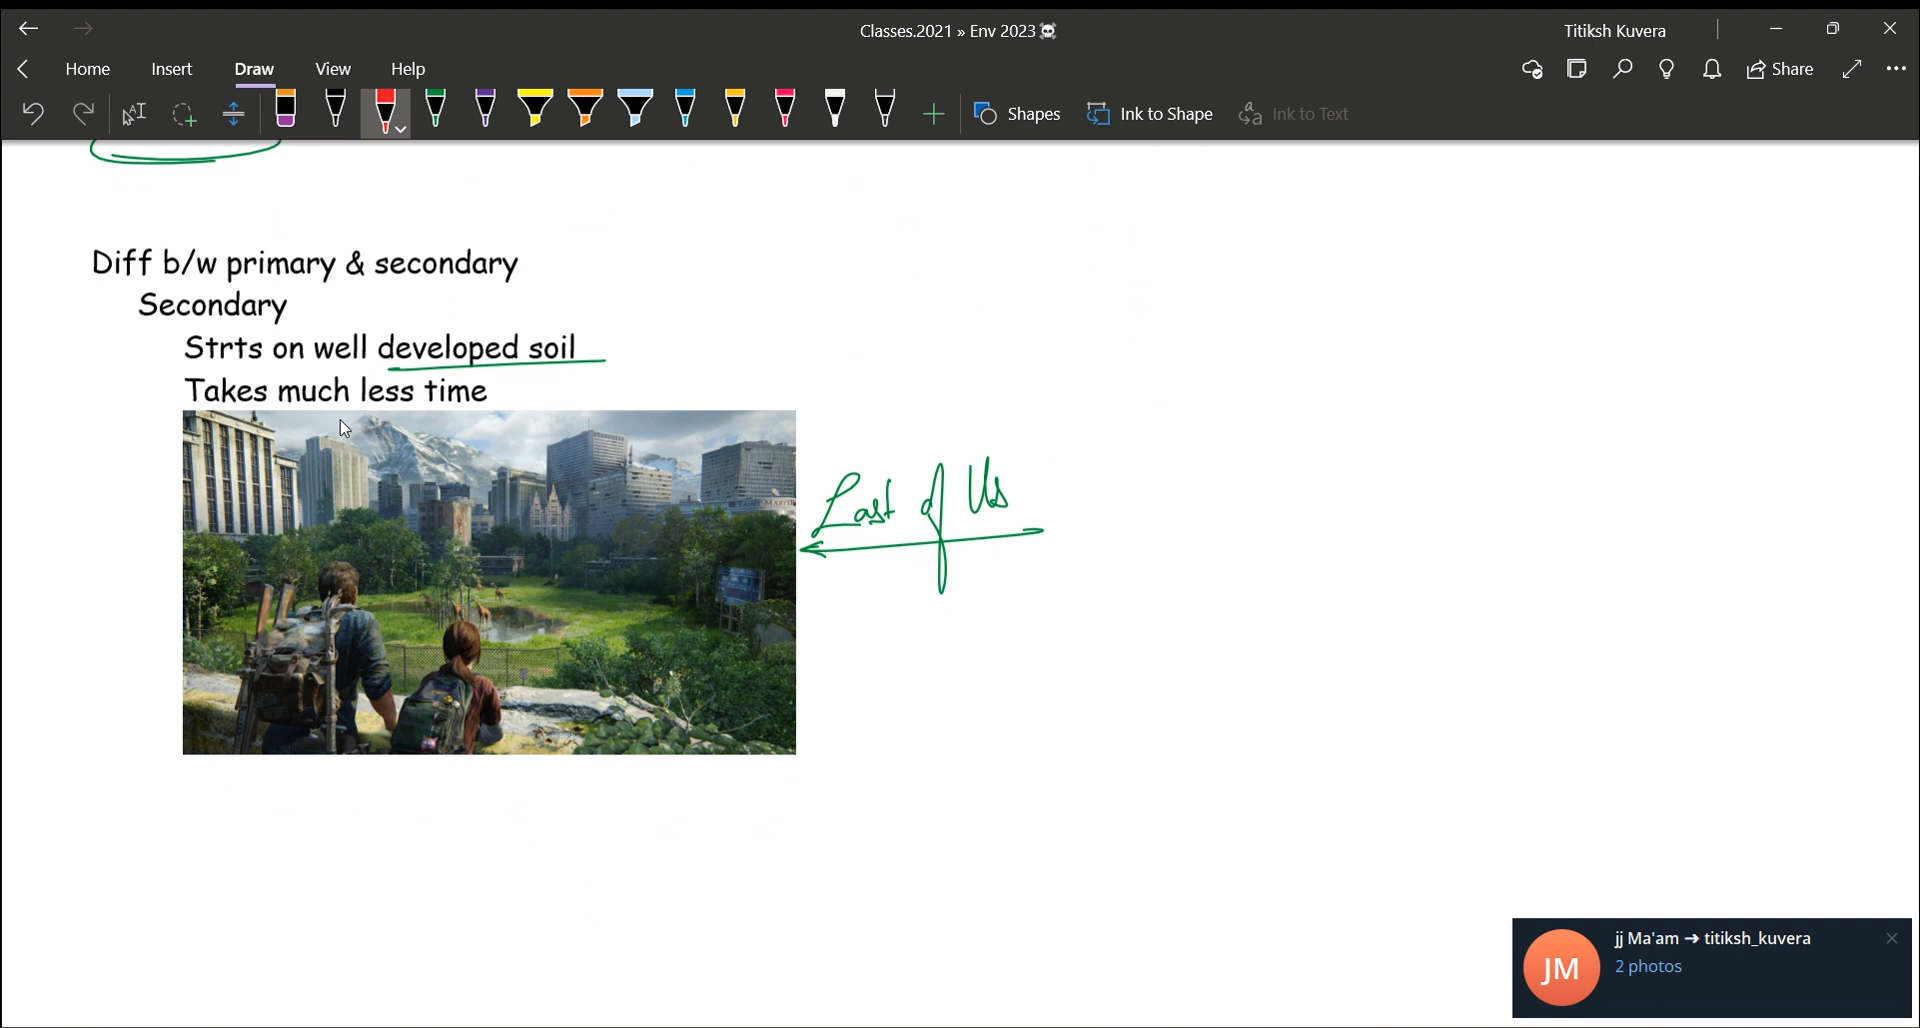 Classes.2021 » Env 2023☠
Titiksh Kuvera
Home Insert Draw View Help
Share
Shapes Ink to Shape Ink to Text
Diff b/w primary & secondary
Secondary
Strts on well developed soil
Takes much less time
Last of Us
jj Ma'am → titiksh_kuvera
JM
2 photos